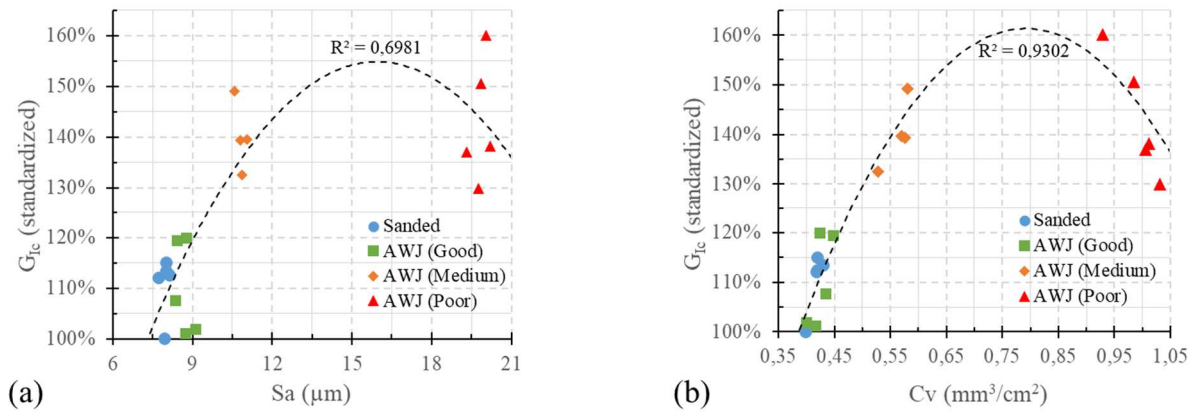 160%
150%
140%
130%
120%
110%
100%
G_Ic (standardized)
R² = 0,6981
Sanded
AWJ (Good)
AWJ (Medium)
AWJ (Poor)
6 9 12 15 18 21
(a) Sa (µm)
160%
150%
140%
130%
120%
110%
100%
G_Ic (standardized)
R² = 0,9302
Sanded
AWJ (Good)
AWJ (Medium)
AWJ (Poor)
0,35 0,45 0,55 0,65 0,75 0,85 0,95 1,05
(b) Cv (mm³/cm²)